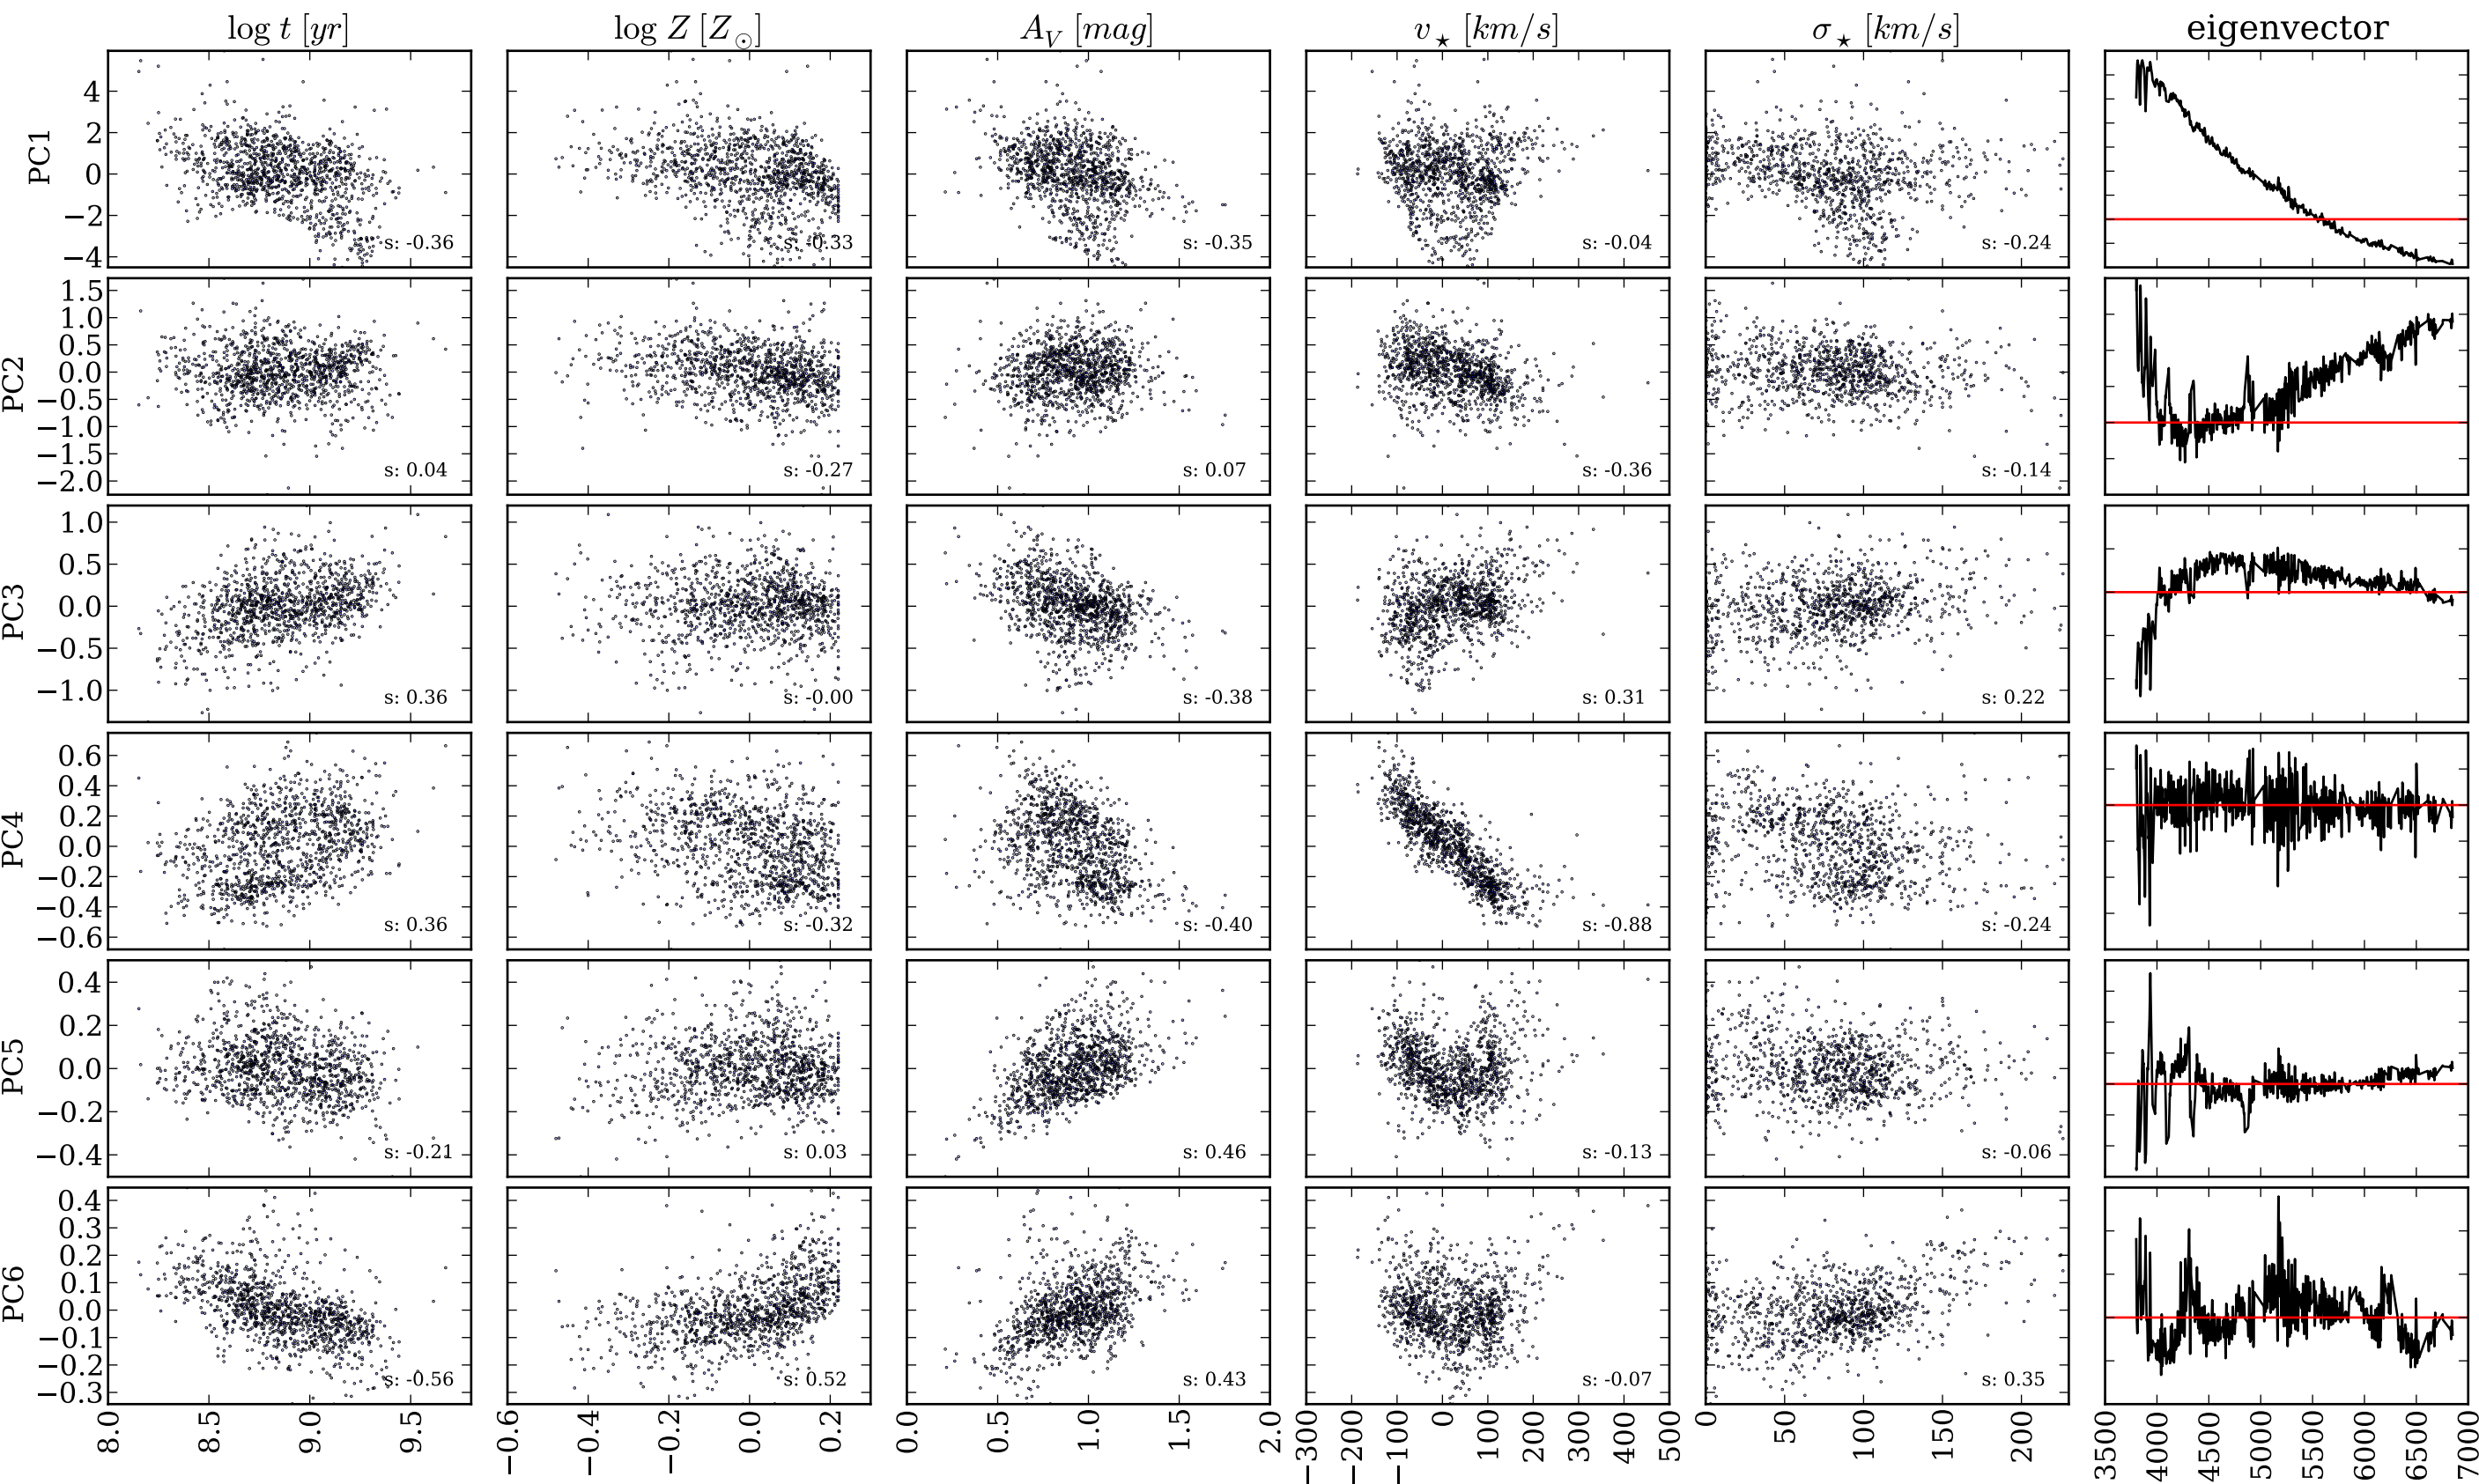 log t [yr] log Z [Z☉] A_V [mag] v⋆ [km/s] σ⋆ [km/s] eigenvector
PC1
4
2
0
−2
−4
s: -0.36 s: -0.33 s: -0.35 s: -0.04 s: -0.24
PC2
1.5
1.0
0.5
0.0
−0.5
−1.0
−1.5
−2.0
s: 0.04 s: -0.27 s: 0.07 s: -0.36 s: -0.14
PC3
1.0
0.5
0.0
−0.5
−1.0
s: 0.36 s: -0.00 s: -0.38 s: 0.31 s: 0.22
PC4
0.6
0.4
0.2
0.0
−0.2
−0.4
−0.6
s: 0.36 s: -0.32 s: -0.40 s: -0.88 s: -0.24
PC5
0.4
0.2
0.0
−0.2
−0.4
s: -0.21 s: 0.03 s: 0.46 s: -0.13 s: -0.06
PC6
0.4
0.3
0.2
0.1
0.0
−0.1
−0.2
−0.3
s: -0.56 s: 0.52 s: 0.43 s: -0.07 s: 0.35
8.0 8.5 9.0 9.5 −0.6 −0.4 −0.2 0.0 0.2 0.0 0.5 1.0 1.5 2.0 −300 −200 −100 0 100 200 300 400 500 0 50 100 150 200 3500 4000 4500 5000 5500 6000 6500 7000